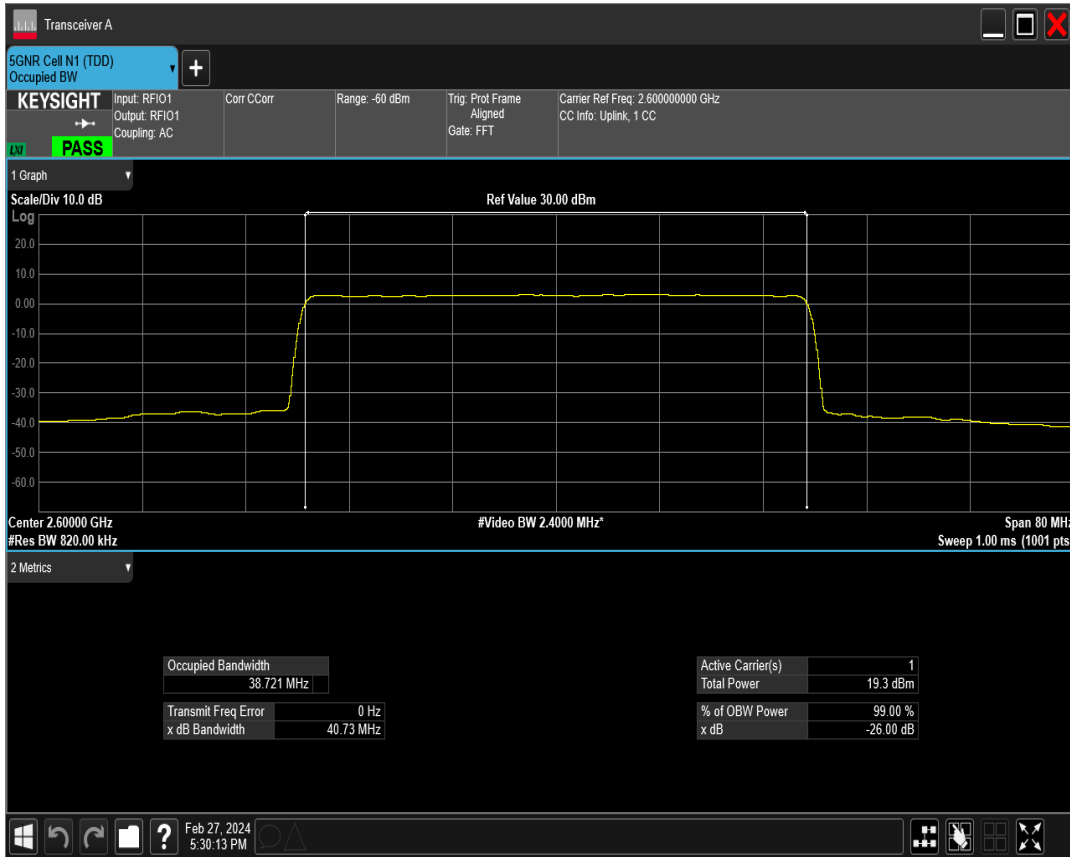 Transceiver A
5GNR Cell N1 (TDD)
Occupied BW
+
KEYSIGHT
LXI
PASS
Input: RFIO1
Output: RFIO1
Coupling: AC
Corr CCorr
Range: -60 dBm
Trig: Prot Frame
Aligned
Gate: FFT
Carrier Ref Freq: 2.600000000 GHz
CC Info: Uplink, 1 CC
1 Graph
Scale/Div 10.0 dB
Ref Value 30.00 dBm
Log
20.0
10.0
0.00
-10.0
-20.0
-30.0
-40.0
-50.0
-60.0
Center 2.60000 GHz
#Video BW 2.4000 MHz*
Span 80 MHz
#Res BW 820.00 kHz
Sweep 1.00 ms (1001 pts
2 Metrics
Occupied Bandwidth
38.721 MHz
Transmit Freq Error 0 Hz
x dB Bandwidth 40.73 MHz
Active Carrier(s) 1
Total Power 19.3 dBm
% of OBW Power 99.00 %
x dB -26.00 dB
?
Feb 27, 2024
5:30:13 PM